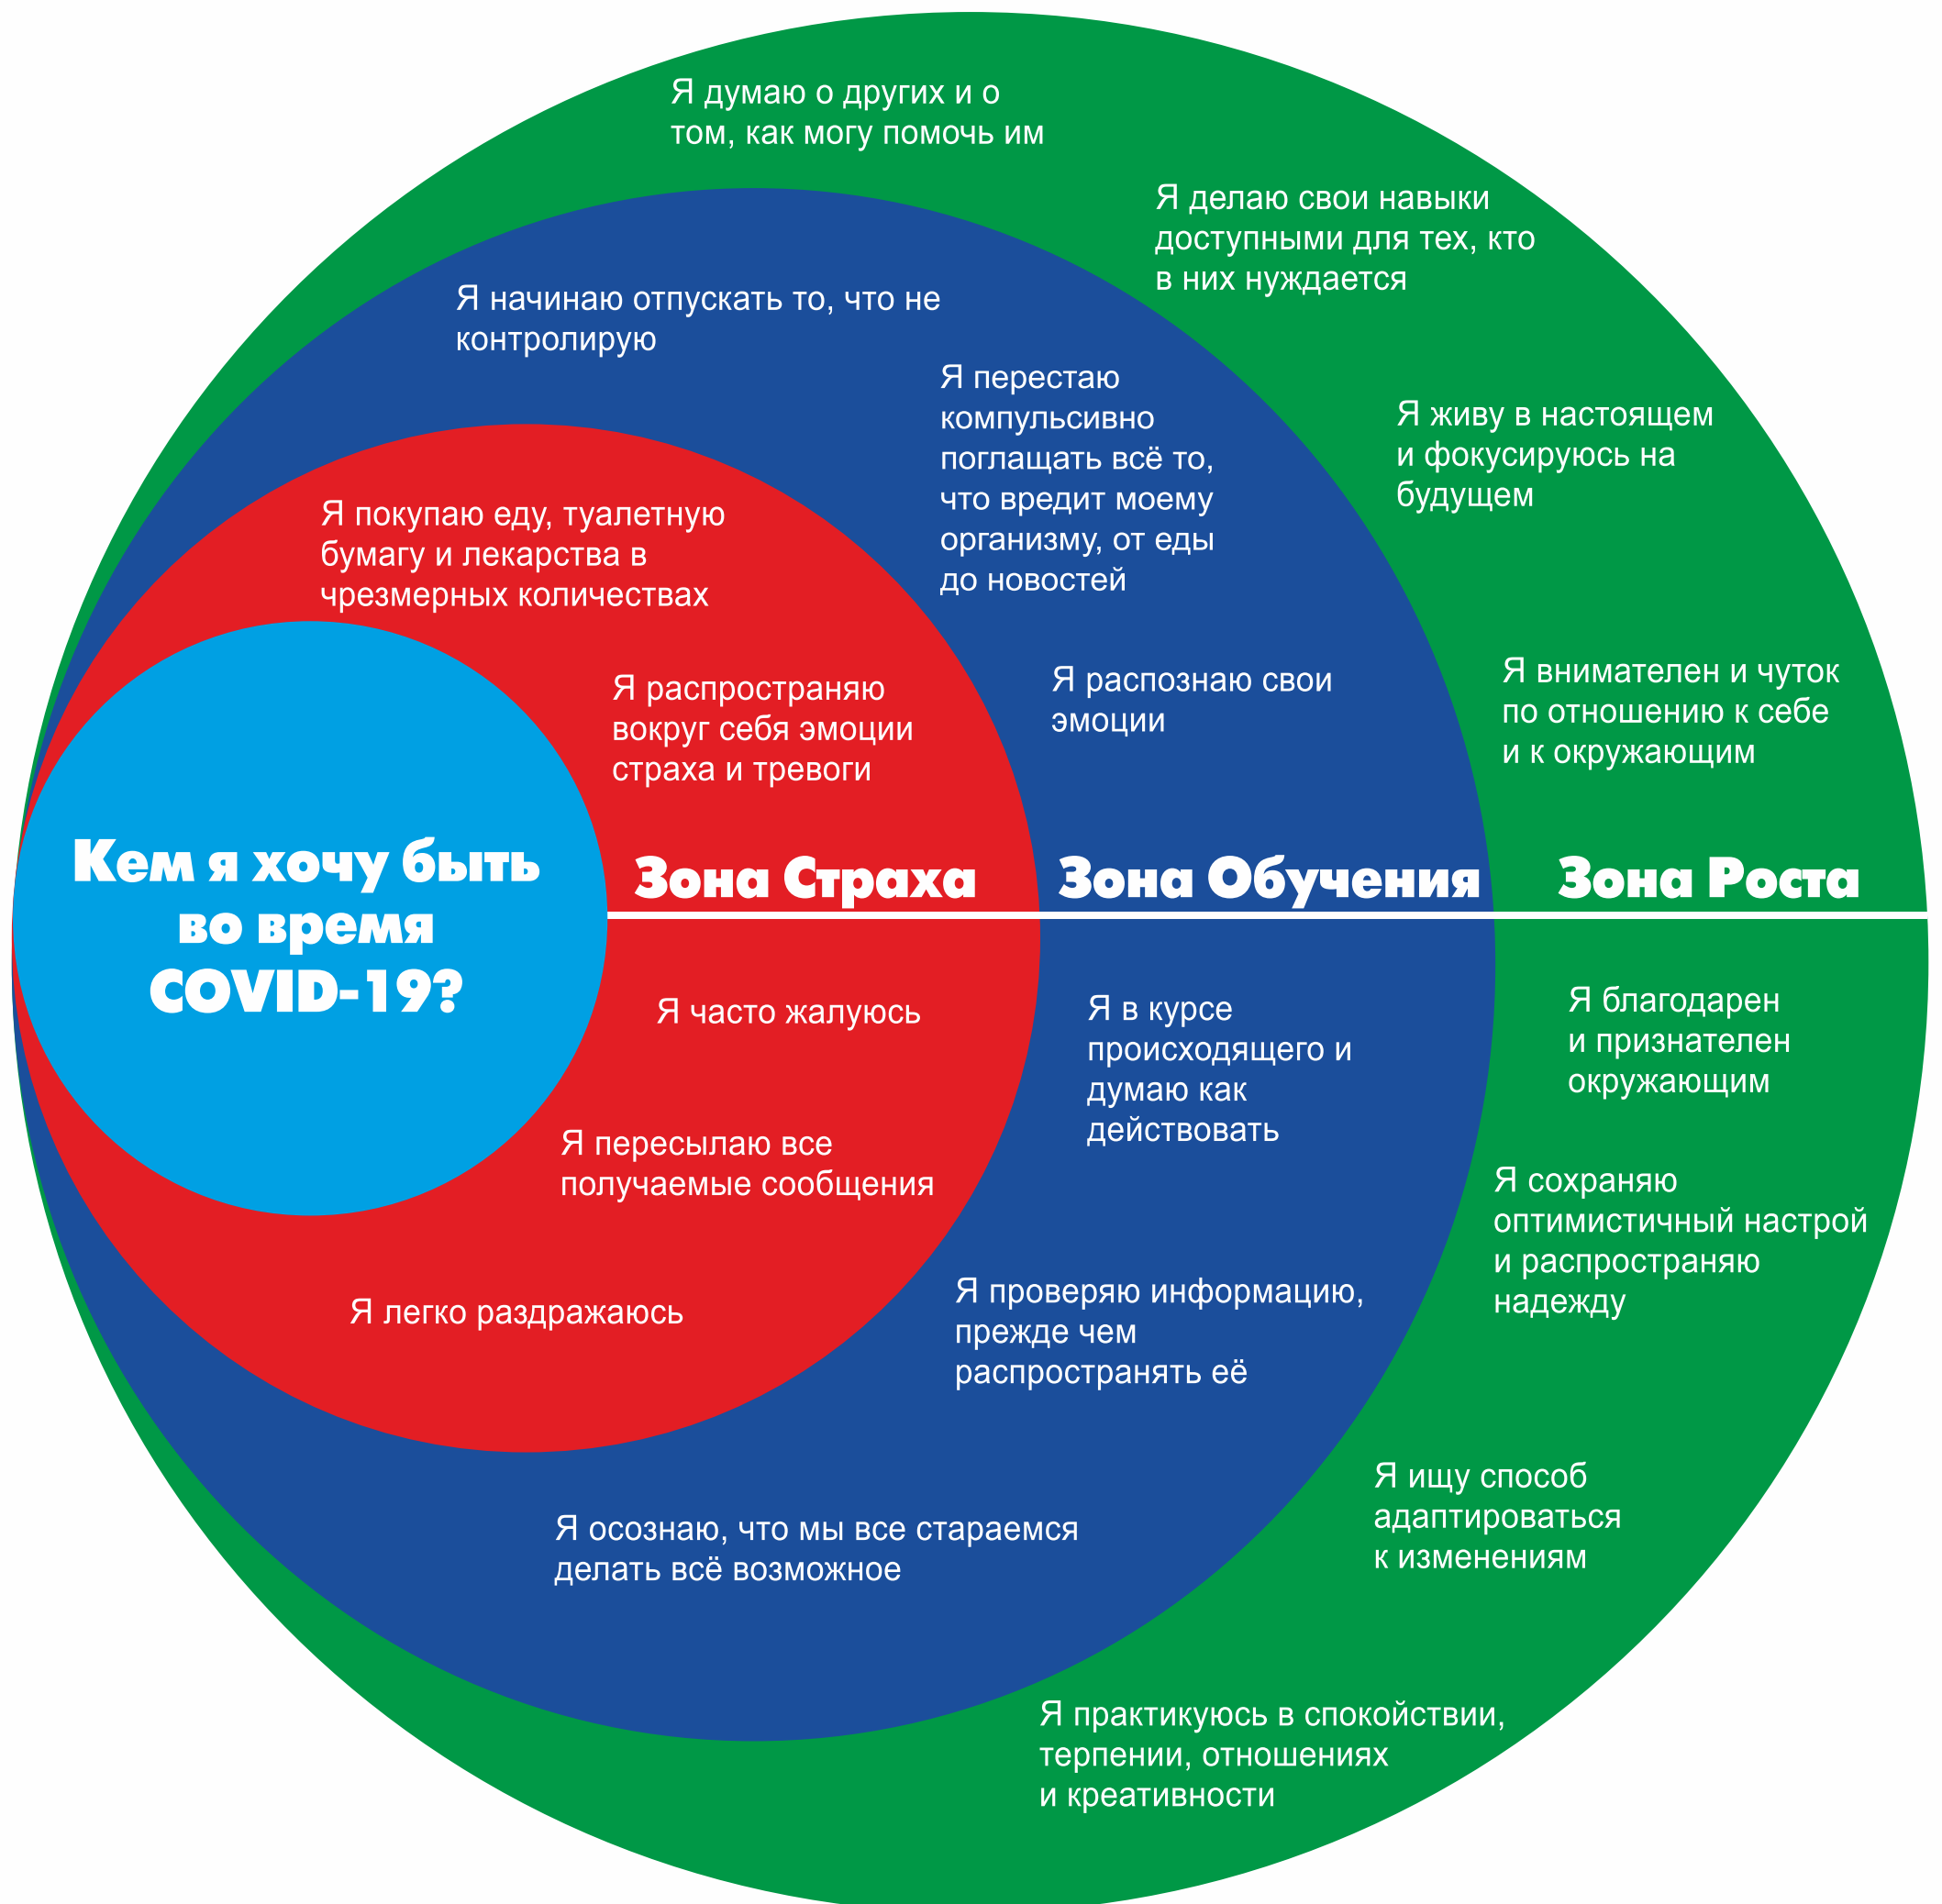 Я думаю о других и о
том, как могу помочь им
Я делаю свои навыки
доступными для тех, кто
в них нуждается
Я начинаю отпускать то, что не
контролирую
Я перестаю
компульсивно
поглащать всё то,
что вредит моему
организму, от еды
до новостей
Я живу в настоящем
и фокусируюсь на
будущем
Я покупаю еду, туалетную
бумагу и лекарства в
чрезмерных количествах
Я распространяю
вокруг себя эмоции
страха и тревоги
Я распознаю свои
эмоции
Я внимателен и чуток
по отношению к себе
и к окружающим
Кем я хочу быть
во время
COVID-19?
Зона Страха
Зона Обучения
Зона Роста
Я часто жалуюсь
Я в курсе
происходящего и
думаю как
действовать
Я благодарен
и признателен
окружающим
Я пересылаю все
получаемые сообщения
Я сохраняю
оптимистичный настрой
и распространяю
надежду
Я легко раздражаюсь
Я проверяю информацию,
прежде чем
распространять её
Я осознаю, что мы все стараемся
делать всё возможное
Я ищу способ
адаптироваться
к изменениям
Я практикуюсь в спокойствии,
терпении, отношениях
и креативности